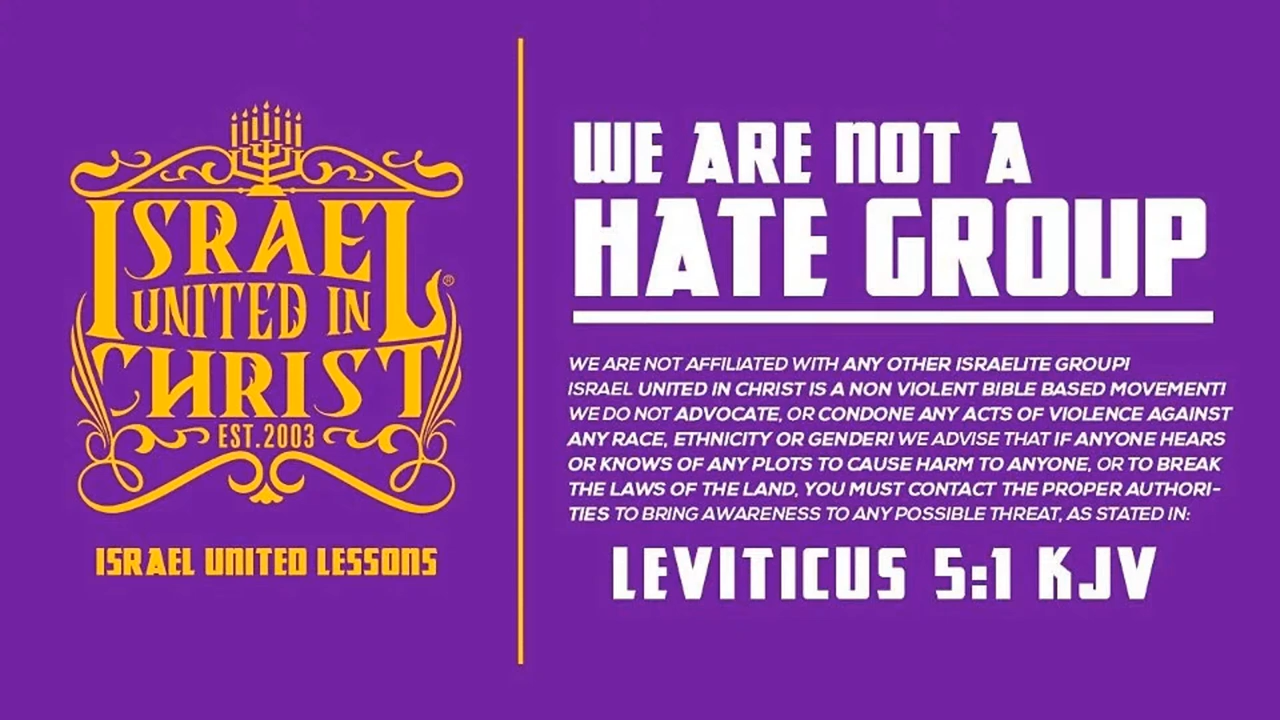 ISRAEL
UNITED IN
CHRIST
EST.2003
ISRAEL UNITED LESSONS
WE ARE NOT A
HATE GROUP
WE ARE NOT AFFILIATED WITH ANY OTHER ISRAELITE GROUP!
ISRAEL UNITED IN CHRIST IS A NON VIOLENT BIBLE BASED MOVEMENT!
WE DO NOT ADVOCATE, OR CONDONE ANY ACTS OF VIOLENCE AGAINST
ANY RACE, ETHNICITY OR GENDER! WE ADVISE THAT IF ANYONE HEARS
OR KNOWS OF ANY PLOTS TO CAUSE HARM TO ANYONE, OR TO BREAK
THE LAWS OF THE LAND, YOU MUST CONTACT THE PROPER AUTHORI-
TIES TO BRING AWARENESS TO ANY POSSIBLE THREAT, AS STATED IN:
LEVITICUS 5:1 KJV